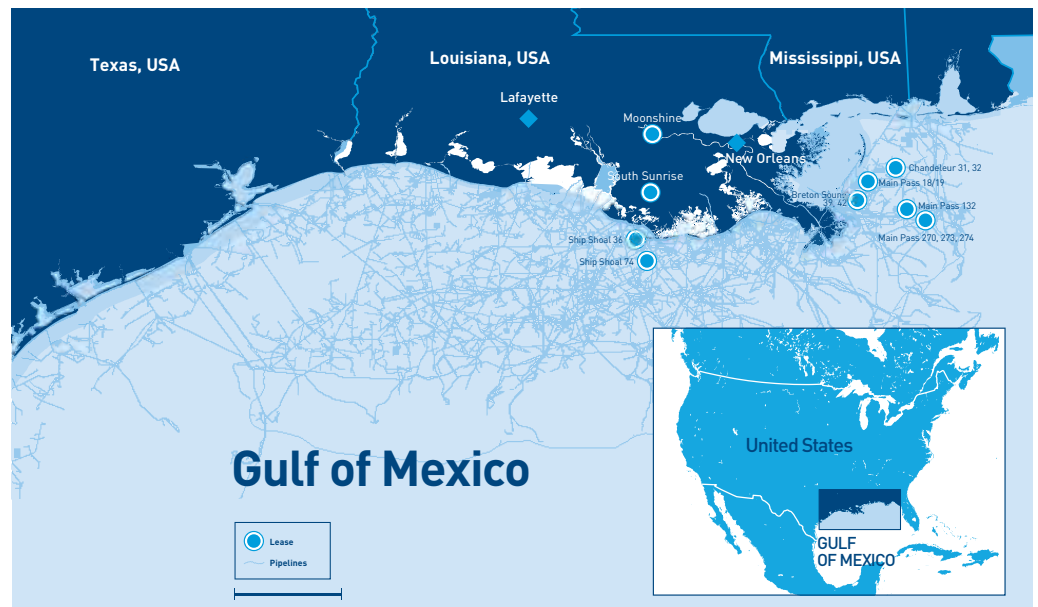 Texas, USA
Louisiana, USA
Mississippi, USA
Lafayette
Moonshine
New Orleans
South Sunrise
Chandeleur 31, 32
Main Pass 18/19
Breton Soun
39, 42
Main Pass 132
Main Pass 270, 273, 274
Ship Shoal 36
Ship Shoal 74
Gulf of Mexico
Lease
Pipelines
United States
GULF
OF MEXICO